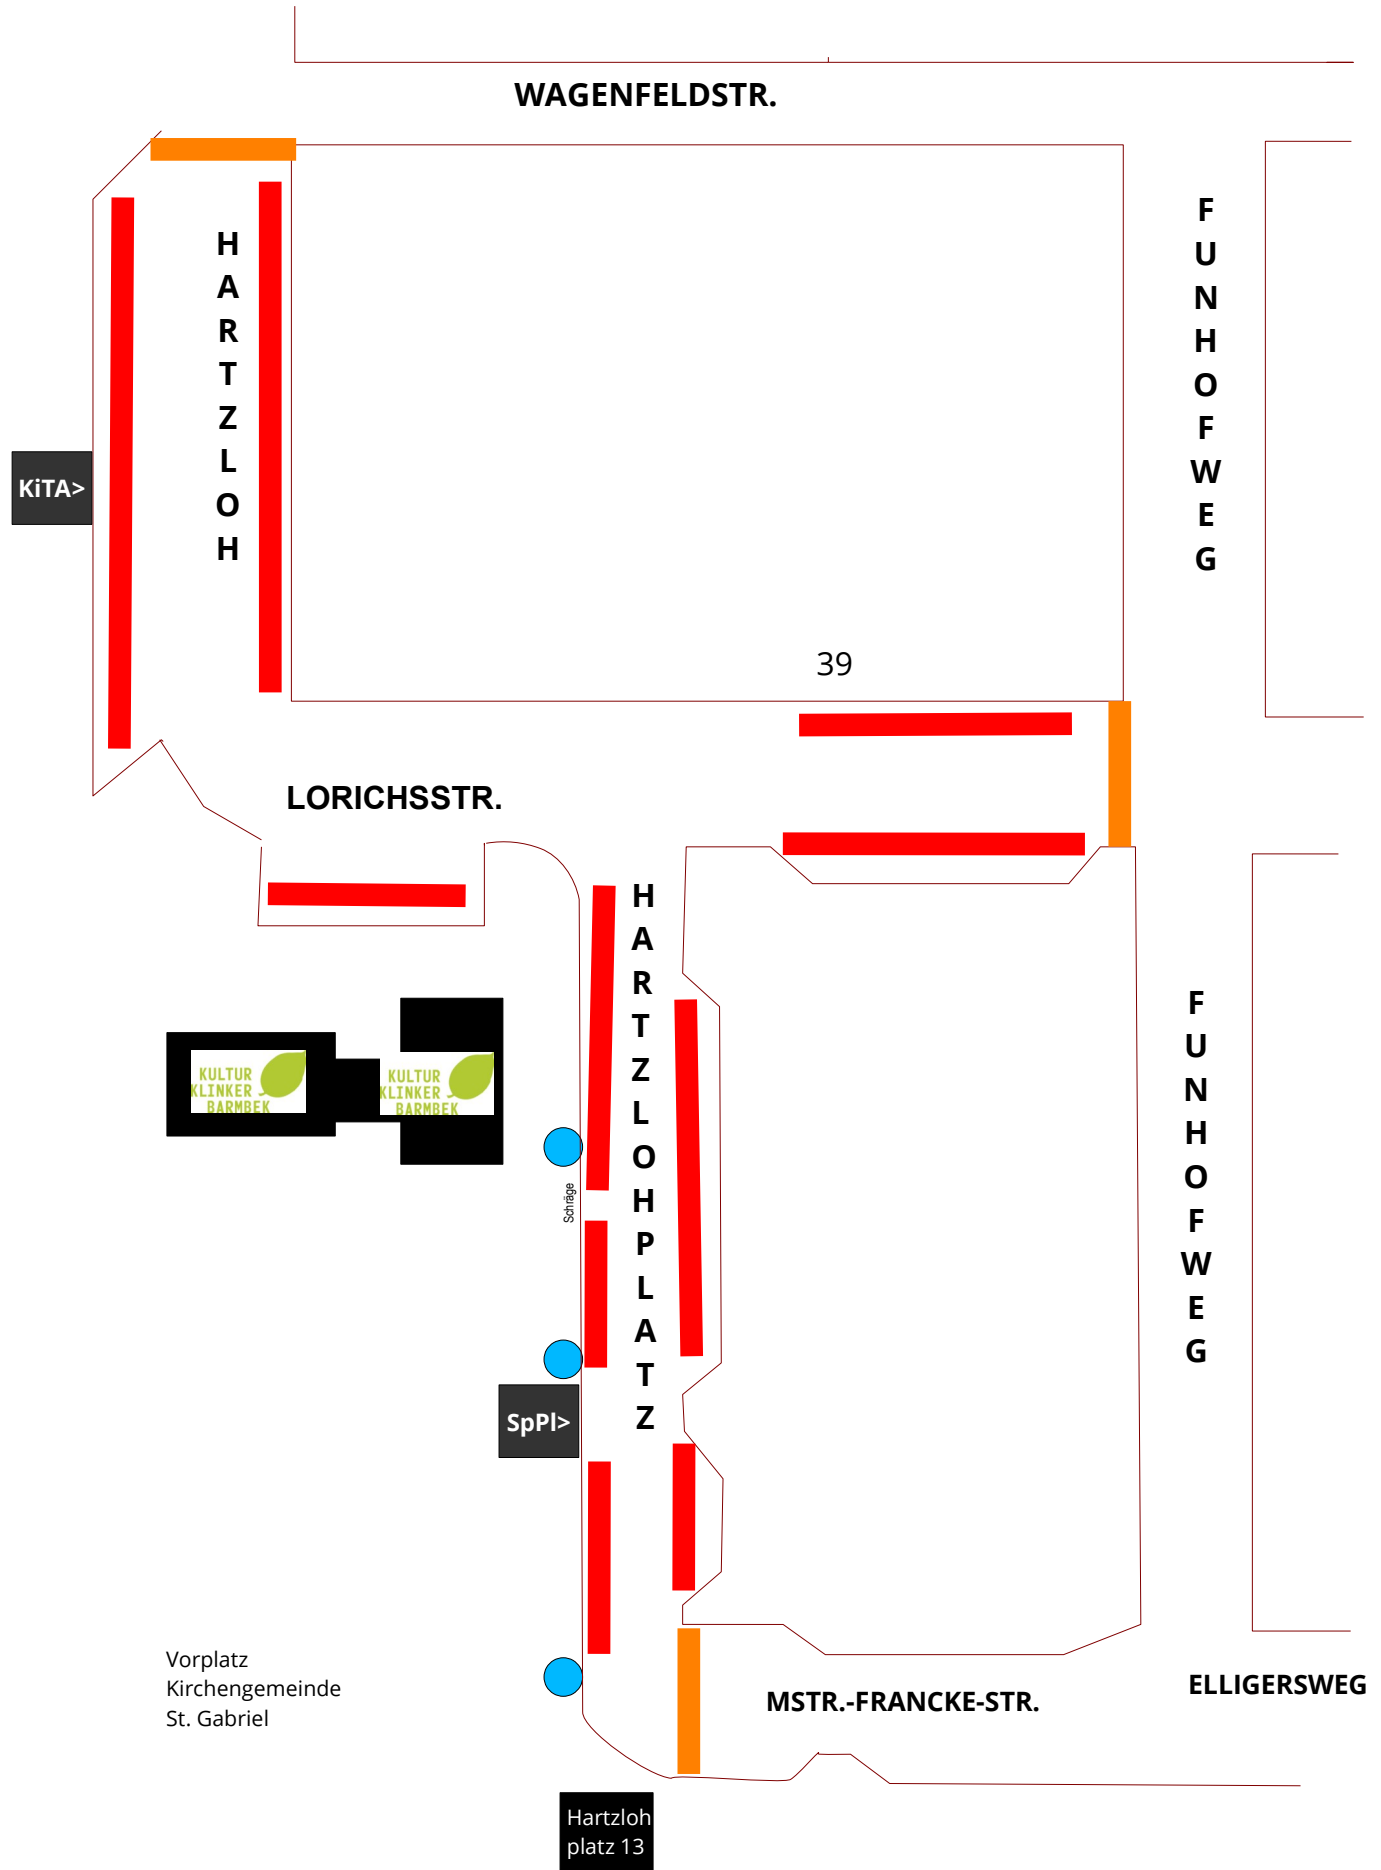 WAGENFELDSTR.
HARTZLOH
FUNHOFWEG
KiTA>
39
LORICHSSTR.
HARTZLOHPLATZ
FUNHOFWEG
KULTUR
KLINKER
BARMBEK
KULTUR
KLINKER
BARMBEK
Schräge
SpPl>
Vorplatz
Kirchengemeinde
St. Gabriel
MSTR.-FRANCKE-STR.
ELLIGERSWEG
Hartzloh
platz 13